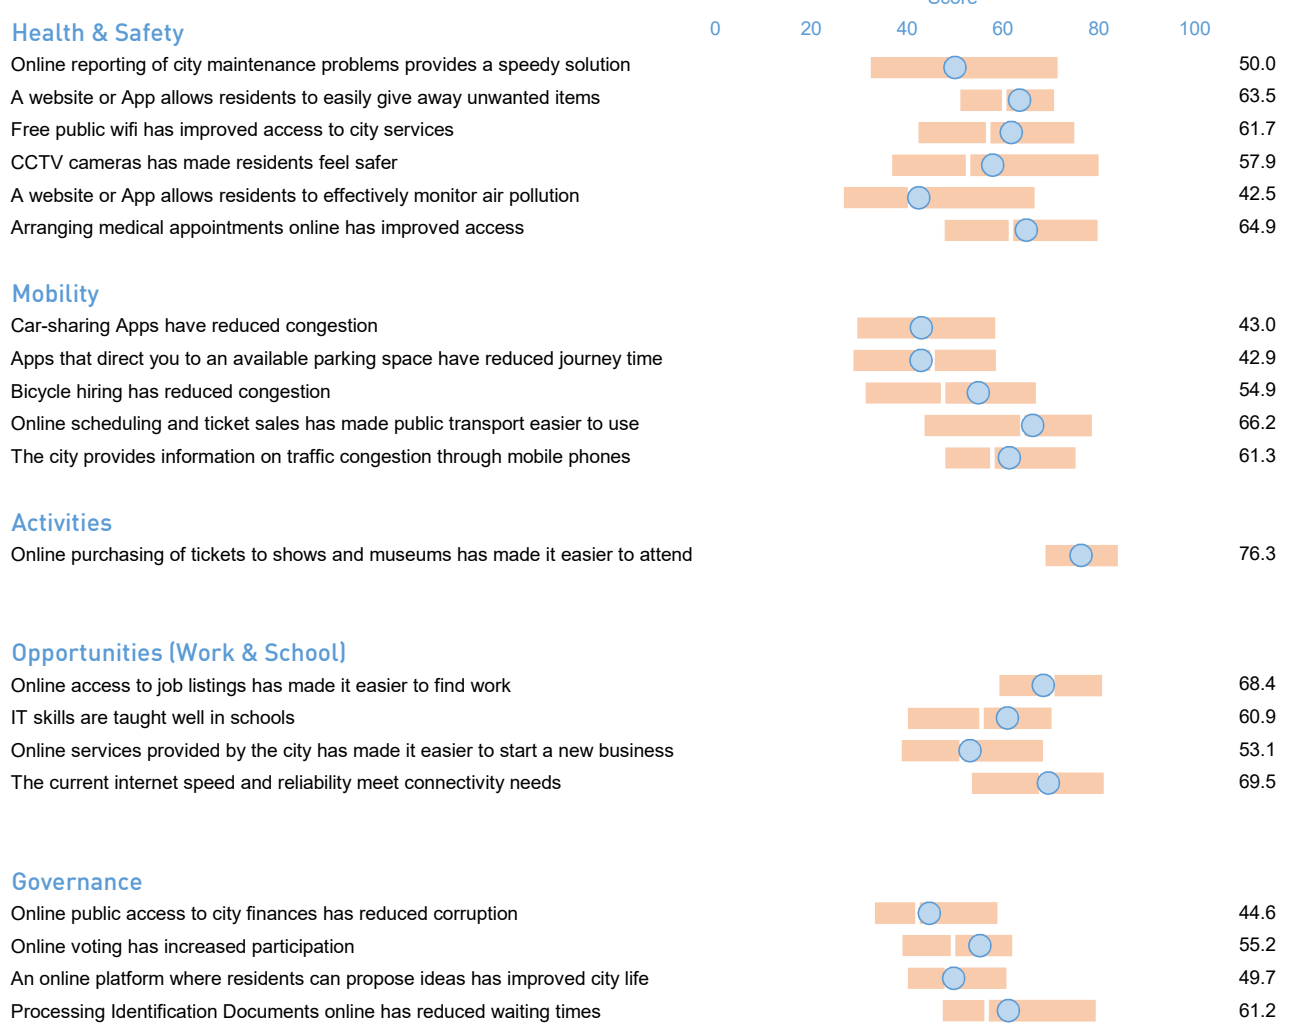 Score
Health & Safety 0 20 40 60 80 100
Online reporting of city maintenance problems provides a speedy solution 50.0
A website or App allows residents to easily give away unwanted items 63.5
Free public wifi has improved access to city services 61.7
CCTV cameras has made residents feel safer 57.9
A website or App allows residents to effectively monitor air pollution 42.5
Arranging medical appointments online has improved access 64.9
Mobility
Car-sharing Apps have reduced congestion 43.0
Apps that direct you to an available parking space have reduced journey time 42.9
Bicycle hiring has reduced congestion 54.9
Online scheduling and ticket sales has made public transport easier to use 66.2
The city provides information on traffic congestion through mobile phones 61.3
Activities
Online purchasing of tickets to shows and museums has made it easier to attend 76.3
Opportunities (Work & School)
Online access to job listings has made it easier to find work 68.4
IT skills are taught well in schools 60.9
Online services provided by the city has made it easier to start a new business 53.1
The current internet speed and reliability meet connectivity needs 69.5
Governance
Online public access to city finances has reduced corruption 44.6
Online voting has increased participation 55.2
An online platform where residents can propose ideas has improved city life 49.7
Processing Identification Documents online has reduced waiting times 61.2